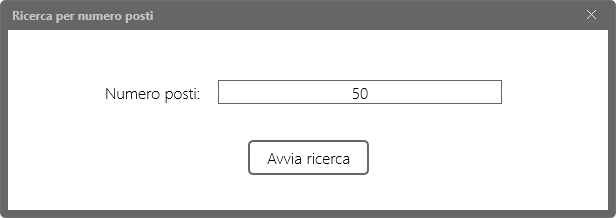 Ricerca per numero posti
Numero posti: 50
Avvia ricerca